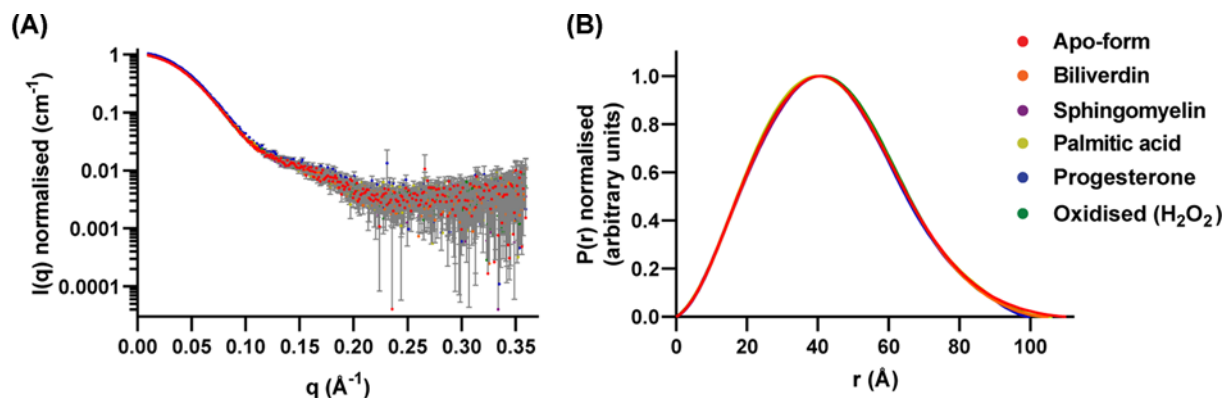 (A)
I(q) normalised (cm⁻¹)
1
0.1
0.01
0.001
0.0001
0.00 0.05 0.10 0.15 0.20 0.25 0.30 0.35
q (Å⁻¹)
(B)
P(r) normalised
(arbitrary units)
1.0
0.8
0.6
0.4
0.2
0.0
0 20 40 60 80 100
r (Å)
Apo-form
Biliverdin
Sphingomyelin
Palmitic acid
Progesterone
Oxidised (H₂O₂)